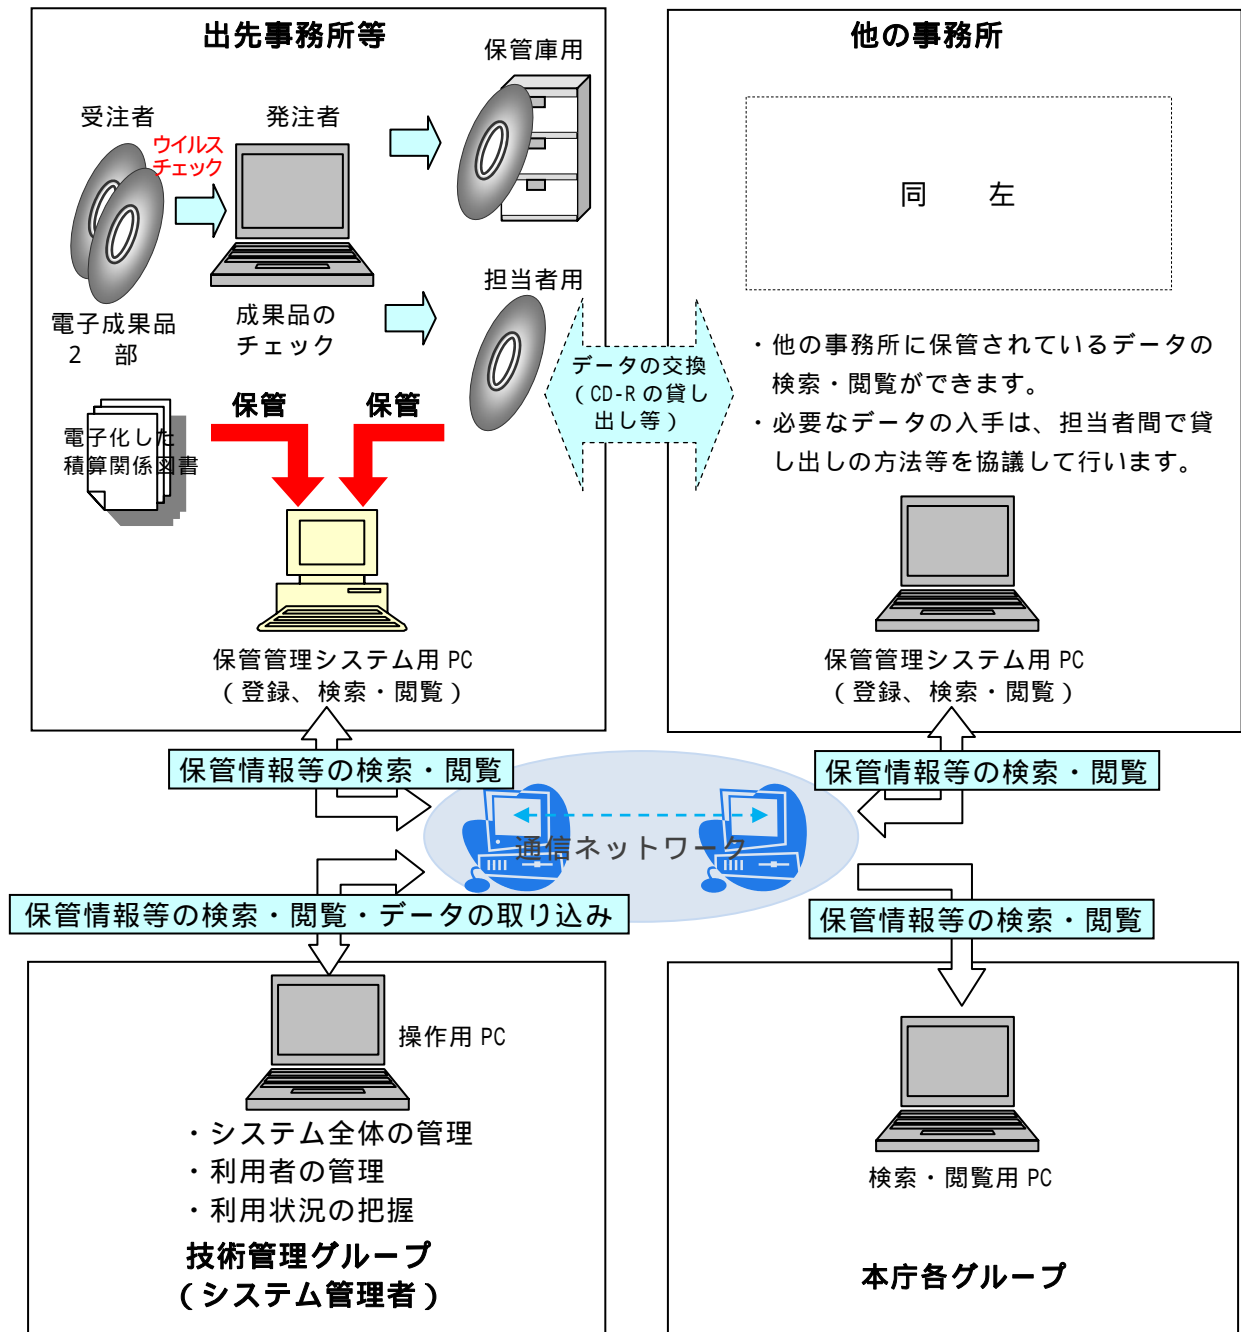 出先事務所等
保管庫用
受注者
発注者
ウイルス
チェック
電子成果品
2 部
成果品の
チェック
担当者用
データの交換
(CD-Rの貸し
出し等)
保管
保管
電子化した
積算関係図書
保管管理システム用 PC
(登録、検索・閲覧)
他の事務所
同 左
・他の事務所に保管されているデータの
検索・閲覧ができます。
・必要なデータの入手は、担当者間で貸
し出しの方法等を協議して行います。
保管管理システム用 PC
(登録、検索・閲覧)
保管情報等の検索・閲覧
保管情報等の検索・閲覧
通信ネットワーク
保管情報等の検索・閲覧・データの取り込み
保管情報等の検索・閲覧
操作用 PC
・システム全体の管理
・利用者の管理
・利用状況の把握
技術管理グループ
(システム管理者)
検索・閲覧用 PC
本庁各グループ